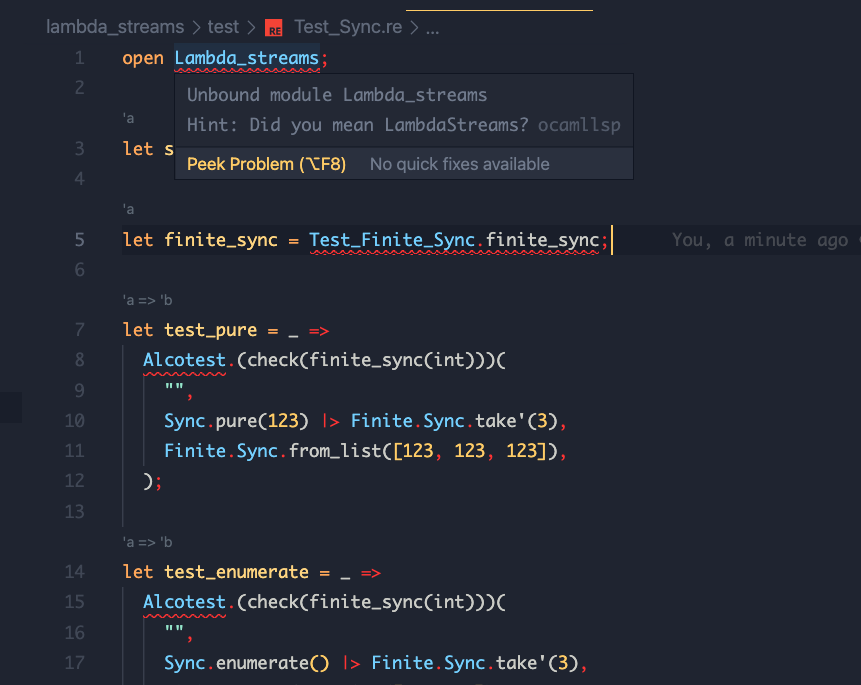 lambda_streams > test > RE Test_Sync.re > ...
1 open Lambda_streams;
2
Unbound module Lambda_streams
Hint: Did you mean LambdaStreams? ocamllsp
Peek Problem (⌥F8) No quick fixes available
'a
3 let s
4
'a
5 let finite_sync = Test_Finite_Sync.finite_sync; You, a minute ago
6
'a => 'b
7 let test_pure = _ =>
8 Alcotest.(check(finite_sync(int)))(
9 "",
10 Sync.pure(123) |> Finite.Sync.take'(3),
11 Finite.Sync.from_list([123, 123, 123]),
12 );
13
'a => 'b
14 let test_enumerate = _ =>
15 Alcotest.(check(finite_sync(int)))(
16 "",
17 Sync.enumerate() |> Finite.Sync.take'(3),